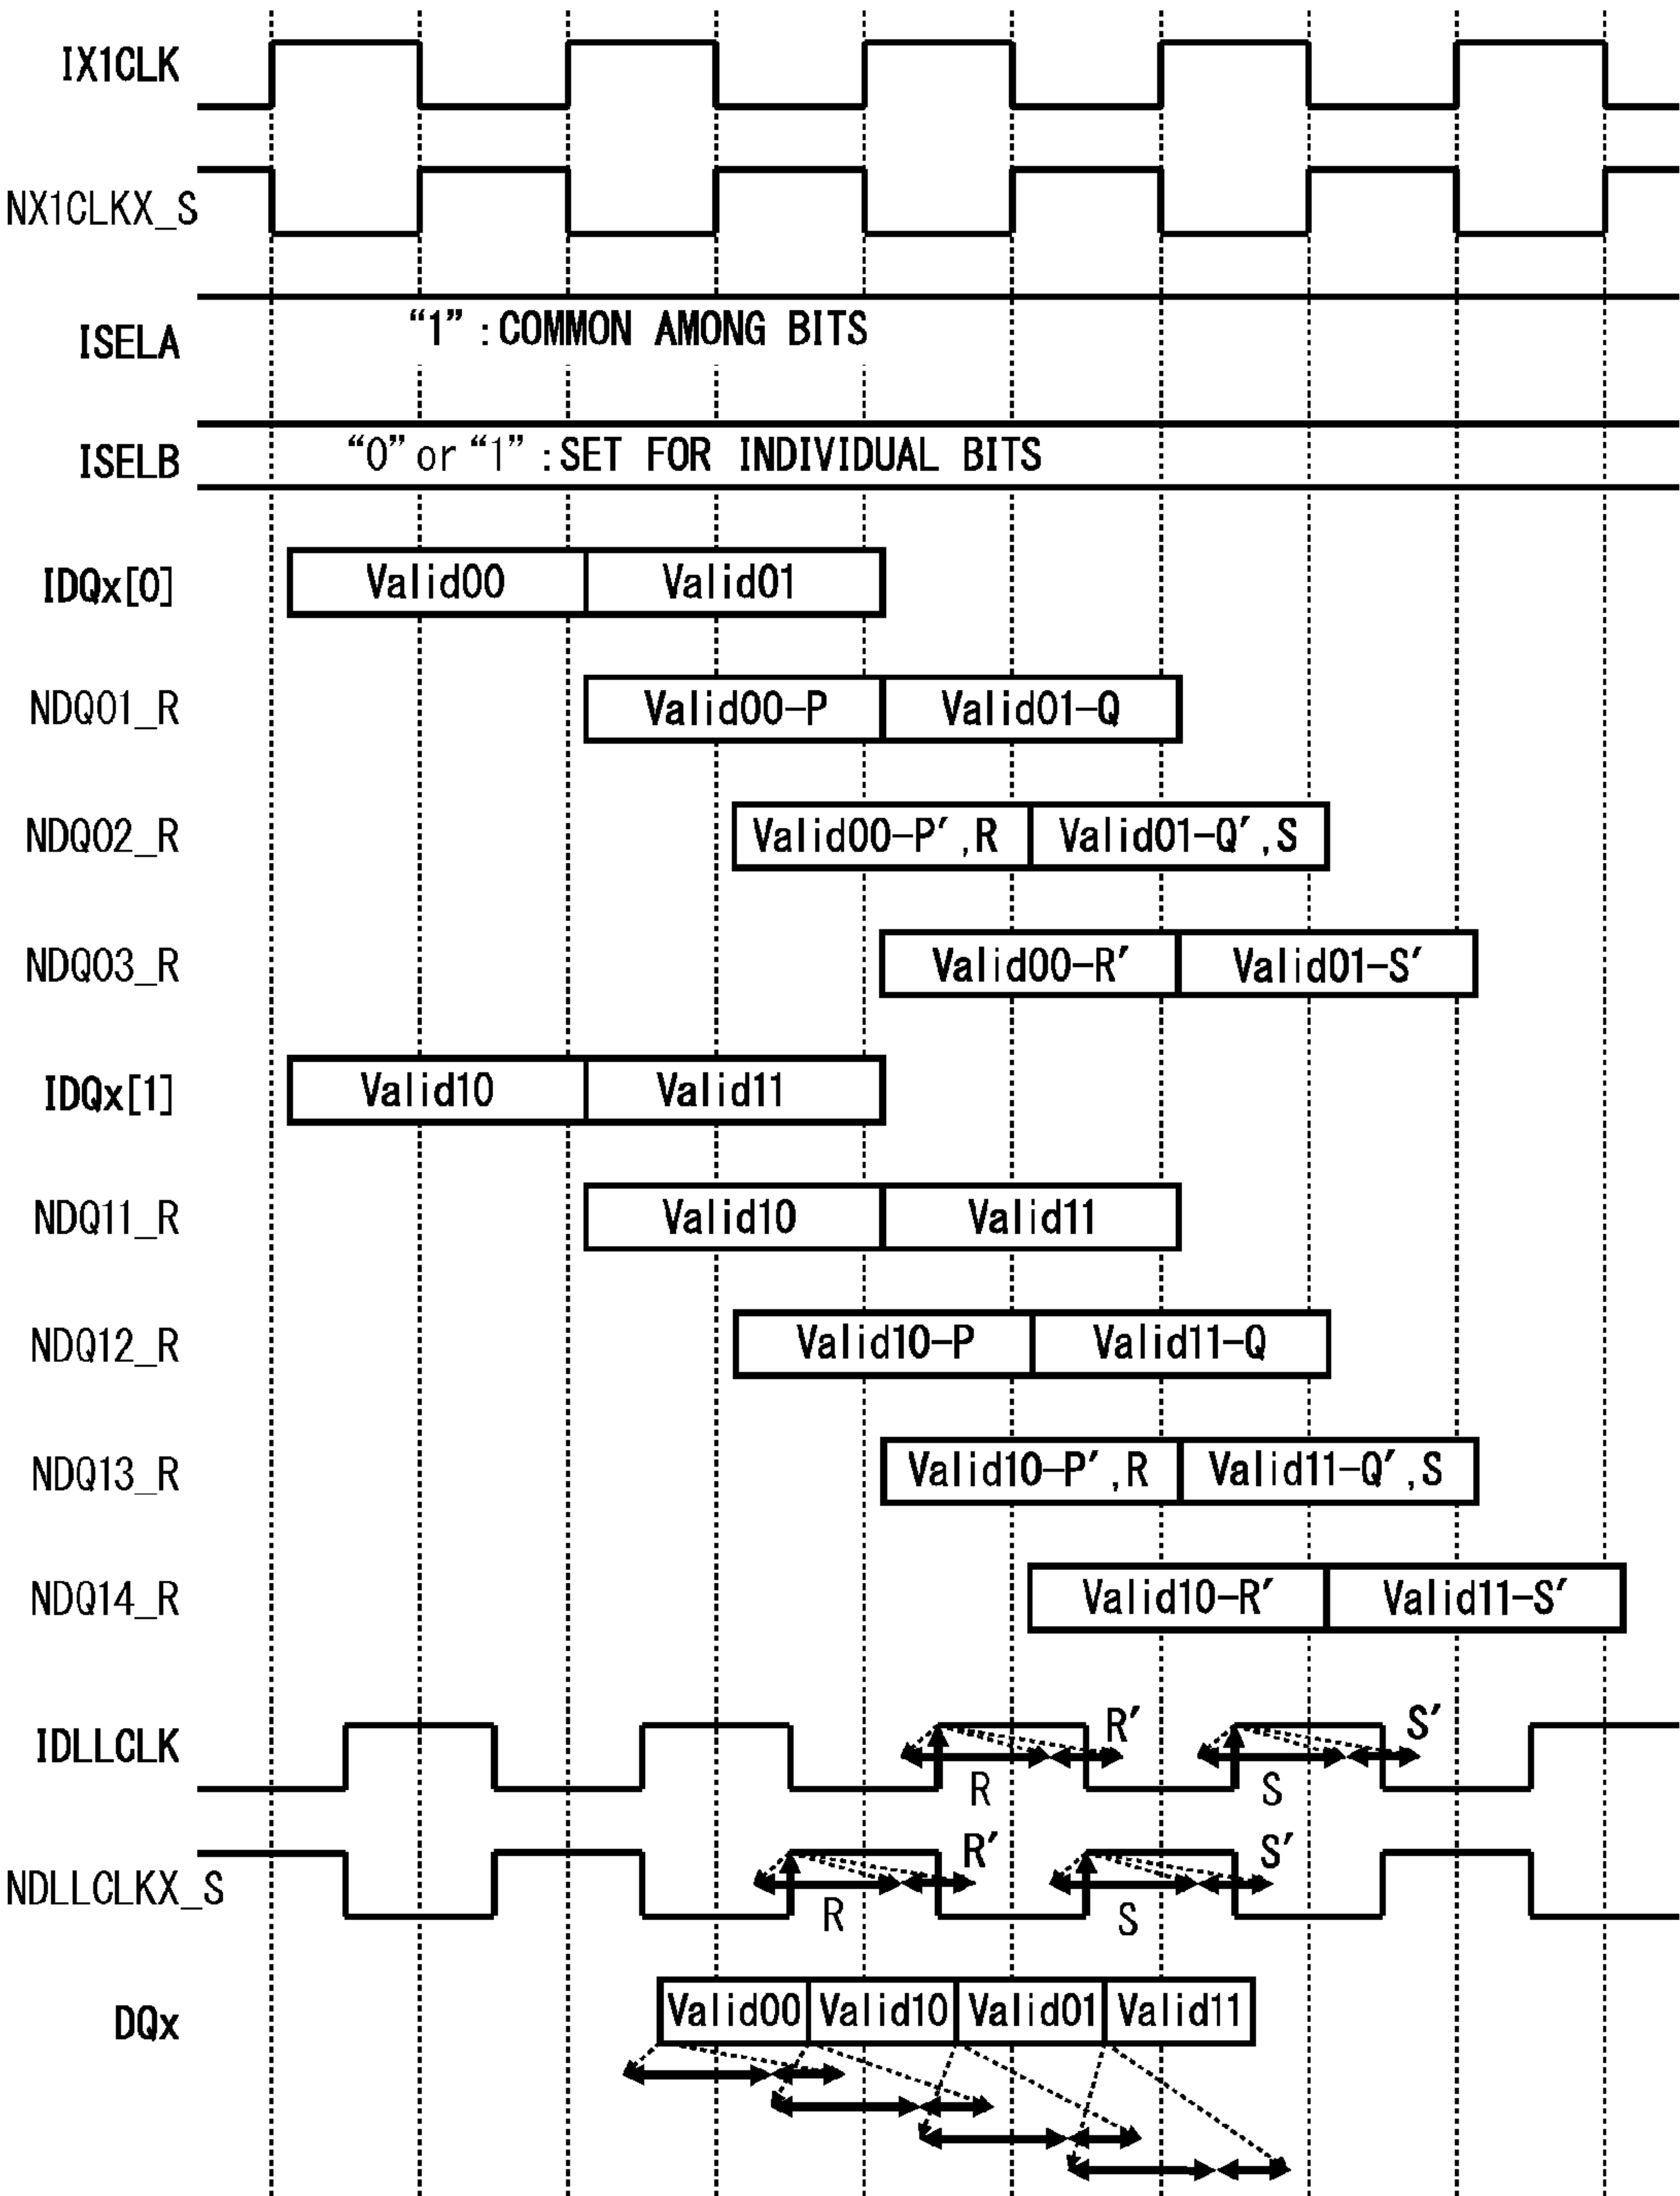 IX1CLK
NX1CLKX_S
ISELA “1” :COMMON AMONG BITS
ISELB “0” or “1” :SET FOR INDIVIDUAL BITS
IDQx[0] Valid00 Valid01
NDQ01_R Valid00-P Valid01-Q
NDQ02_R Valid00-P′,R Valid01-Q′,S
NDQ03_R Valid00-R′ Valid01-S′
IDQx[1] Valid10 Valid11
NDQ11_R Valid10 Valid11
NDQ12_R Valid10-P Valid11-Q
NDQ13_R Valid10-P′,R Valid11-Q′,S
NDQ14_R Valid10-R′ Valid11-S′
IDLLCLK R′ S′
R S
NDLLCLKX_S R′ S′
R S
DQx Valid00 Valid10 Valid01 Valid11